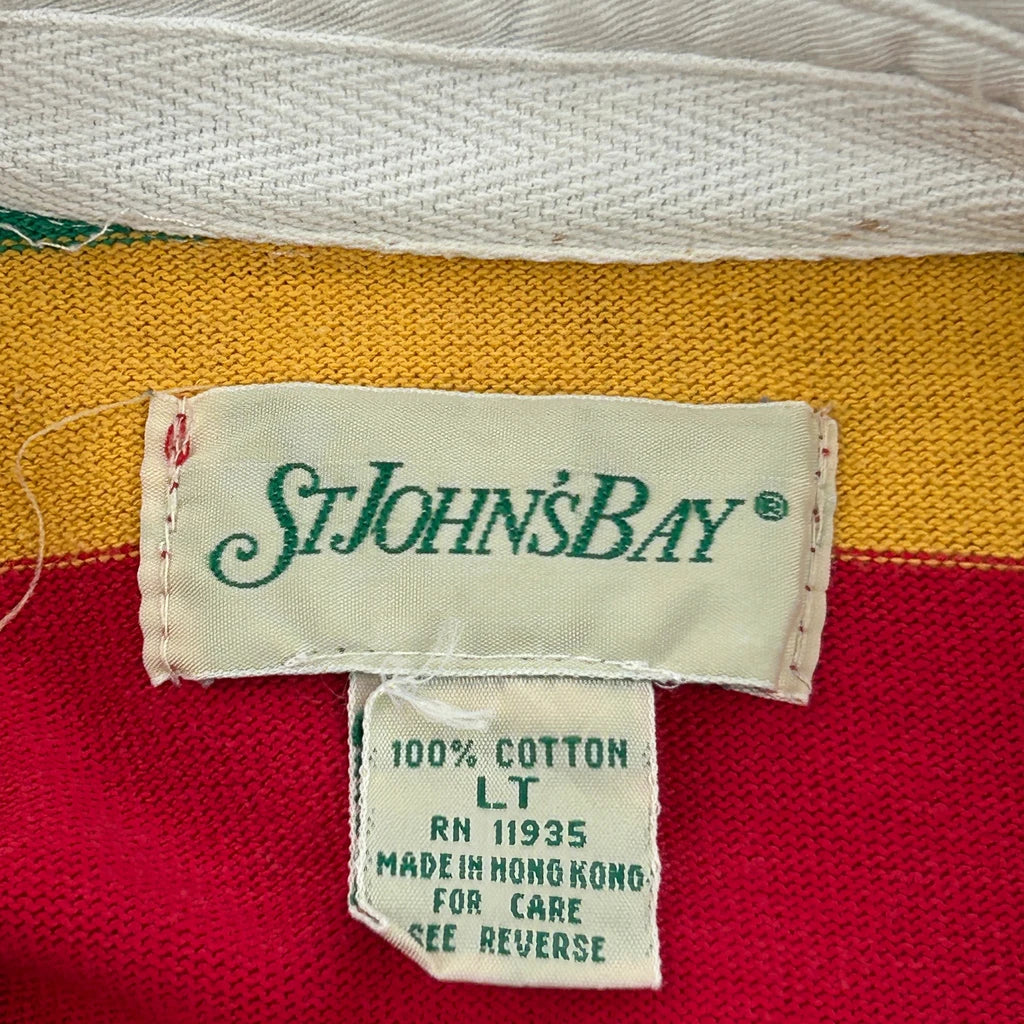 ST JOHN'S BAY®
100% COTTON
LT
RN 11935
MADE IN HONG KONG
FOR CARE
SEE REVERSE